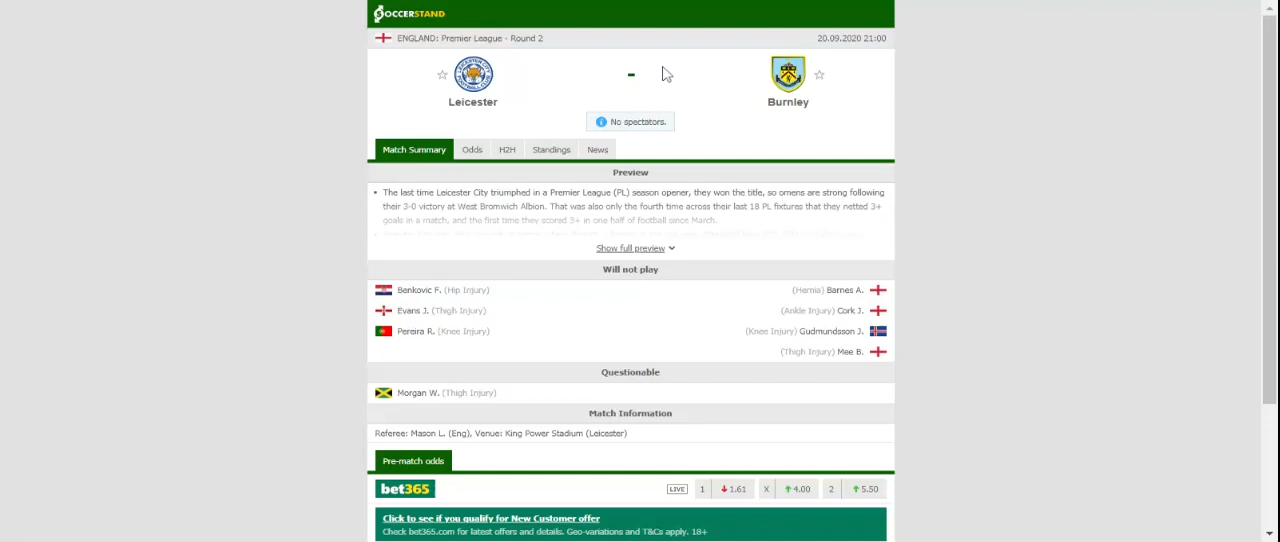 SOCCERSTAND
ENGLAND: Premier League - Round 2
20.09.2020 21:00
-
Leicester
Burnley
No spectators.
Match Summary
Odds
H2H
Standings
News
Preview
• The last time Leicester City triumphed in a Premier League (PL) season opener, they won the title, so omens are strong following
their 3-0 victory at West Bromwich Albion. That was also only the fourth time across their last 18 PL fixtures that they netted 3+
goals in a match, and the first time they scored 3+ in one half of football since March.
Show full preview
Will not play
Benkovic F. (Hip Injury)
(Hernia) Barnes A.
Evans J. (Thigh Injury)
(Ankle Injury) Cork J.
Pereira R. (Knee Injury)
(Knee Injury) Gudmundsson J.
(Thigh Injury) Mee B.
Questionable
Morgan W. (Thigh Injury)
Match Information
Referee: Mason L. (Eng), Venue: King Power Stadium (Leicester)
Pre-match odds
bet365
LIVE
1 1.61
X 4.00
2 5.50
Click to see if you qualify for New Customer offer
Check bet365.com for latest offers and details. Geo-variations and T&Cs apply. 18+